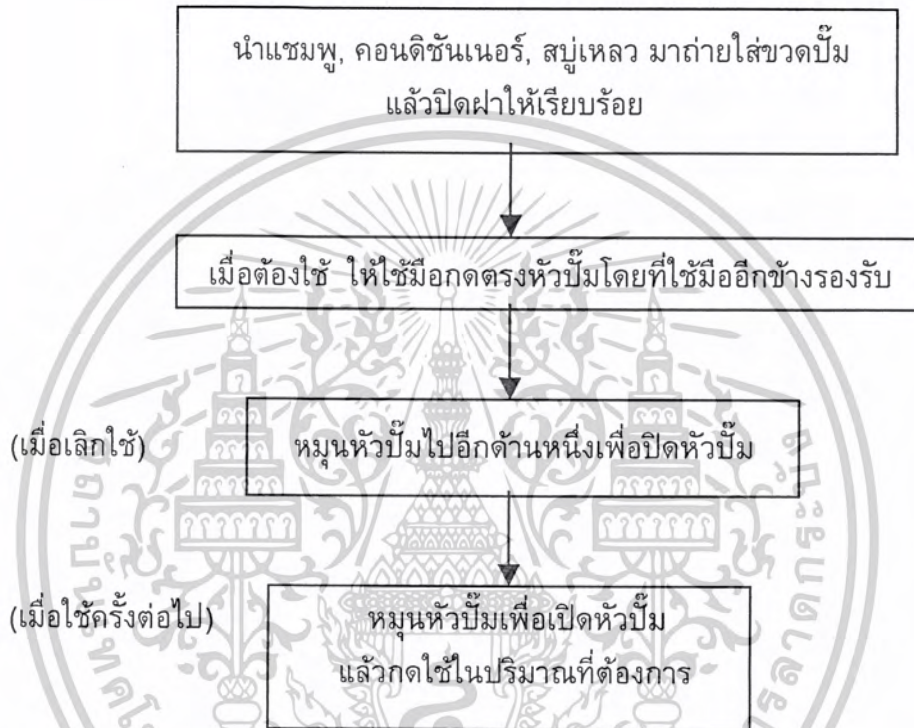 นำแชมพู, คอนดิชันเนอร์, สบู่เหลว มาถ่ายใส่ขวดปั๊ม
แล้วปิดฝาให้เรียบร้อย
เมื่อต้องใช้ ให้ใช้มือกดตรงหัวปั๊มโดยที่ใช้มืออีกข้างรองรับ
(เมื่อเลิกใช้)
หมุนหัวปั๊มไปอีกด้านหนึ่งเพื่อปิดหัวปั๊ม
(เมื่อใช้ครั้งต่อไป)
หมุนหัวปั๊มเพื่อเปิดหัวปั๊ม
แล้วกดใช้ในปริมาณที่ต้องการ